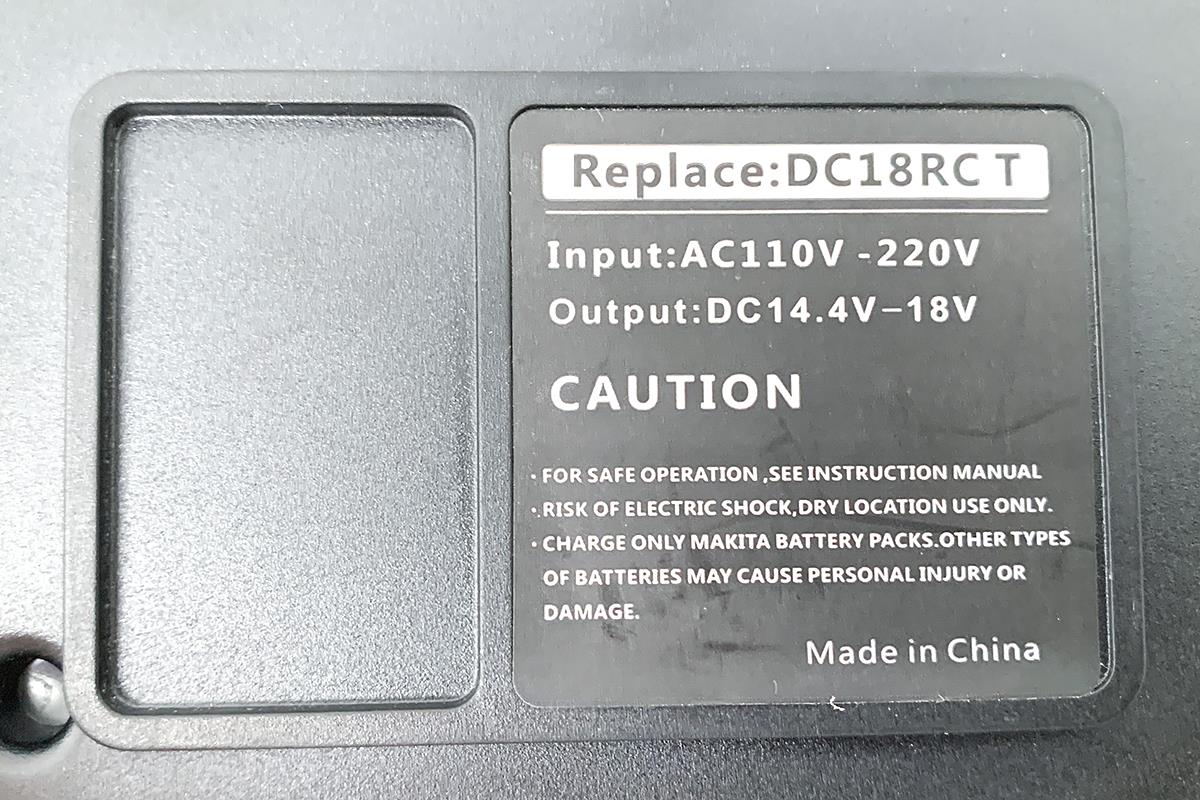 Replace:DC18RC T
Input:AC110V -220V
Output:DC14.4V-18V
CAUTION
· FOR SAFE OPERATION ,SEE INSTRUCTION MANUAL
·.RISK OF ELECTRIC SHOCK,DRY LOCATION USE ONLY.
· CHARGE ONLY MAKITA BATTERY PACKS.OTHER TYPES
OF BATTERIES MAY CAUSE PERSONAL INJURY OR
DAMAGE.
Made in China